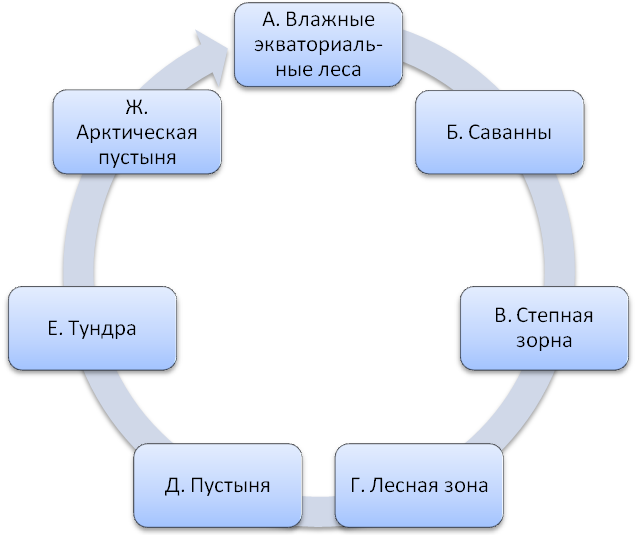 А. Влажные
экваториаль-
ные леса
Б. Саванны
В. Степная
зорна
Г. Лесная зона
Д. Пустыня
Е. Тундра
Ж.
Арктическая
пустыня